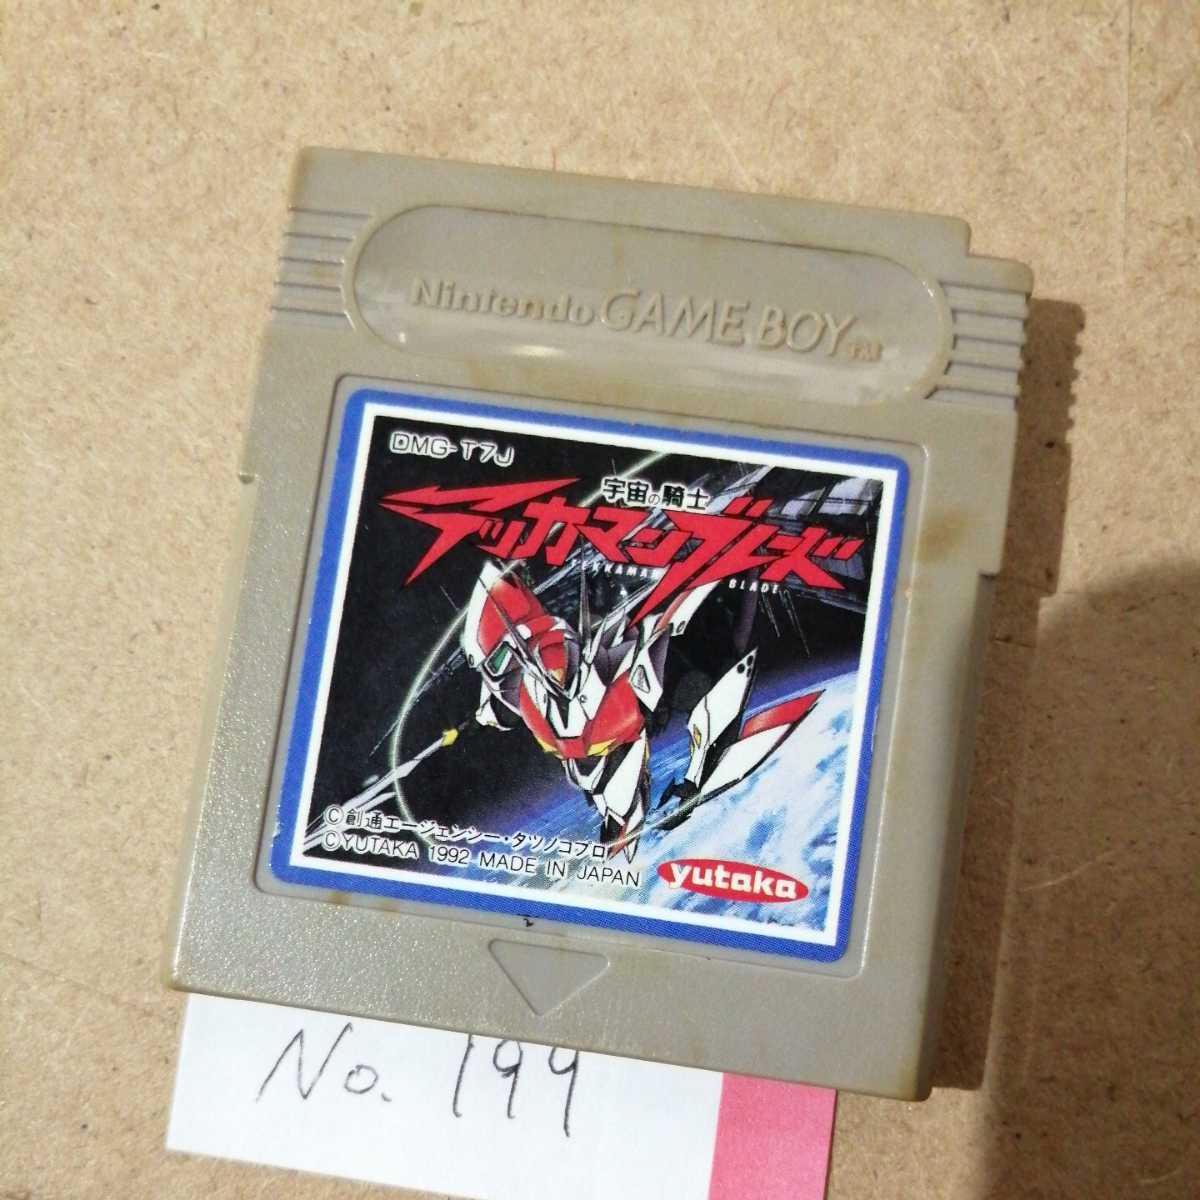 Nintendo GAME BOY TM
DMG-T7J
宇宙の騎士
テッカマンブレード
TEKKAMAN BLADE
©創通エージェンシー・タツノコプロ
©YUTAKA 1992 MADE IN JAPAN
yutaka
No. 199